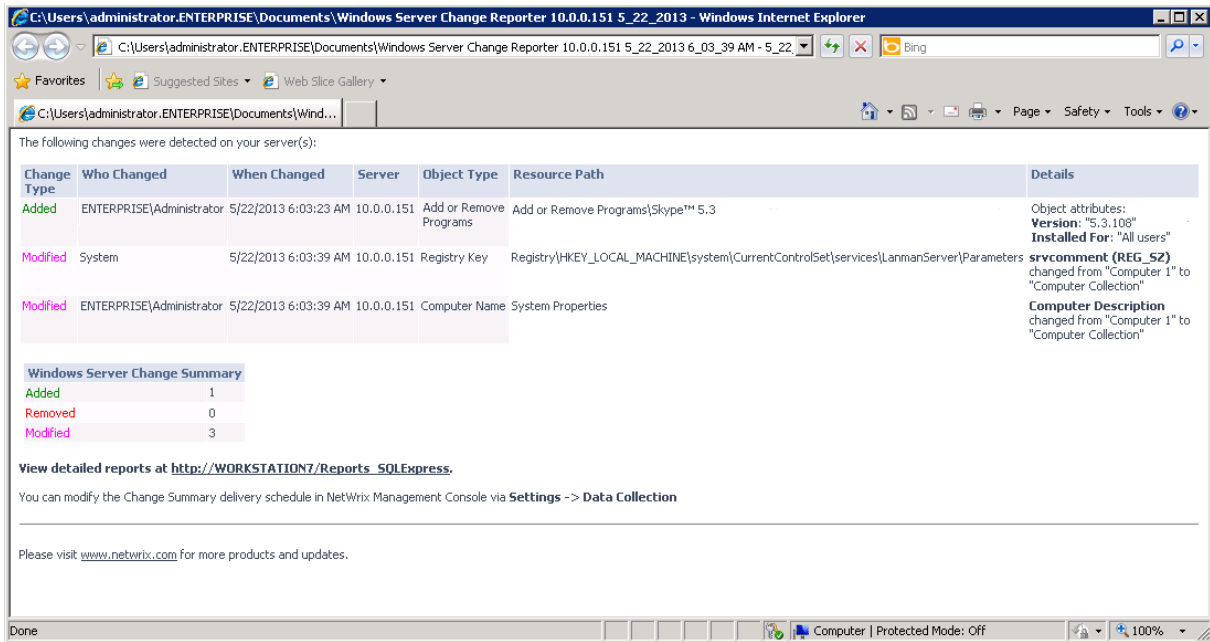 C:\Users\administrator.ENTERPRISE\Documents\Windows Server Change Reporter 10.0.0.151 5_22_2013 - Windows Internet Explorer
C:\Users\administrator.ENTERPRISE\Documents\Windows Server Change Reporter 10.0.0.151 5_22_2013 6_03_39 AM - 5_22_
Bing
Favorites Suggested Sites Web Slice Gallery
C:\Users\administrator.ENTERPRISE\Documents\Wind...
Page Safety Tools
The following changes were detected on your server(s):
Change Type Who Changed When Changed Server Object Type Resource Path Details
Added ENTERPRISE\Administrator 5/22/2013 6:03:23 AM 10.0.0.151 Add or Remove Programs Add or Remove Programs\Skype™ 5.3 Object attributes:
Version: "5.3.108"
Installed For: "All users"
Modified System 5/22/2013 6:03:39 AM 10.0.0.151 Registry Key Registry\HKEY_LOCAL_MACHINE\system\CurrentControlSet\services\LanmanServer\Parameters srvcomment (REG_SZ)
changed from "Computer 1" to
"Computer Collection"
Modified ENTERPRISE\Administrator 5/22/2013 6:03:39 AM 10.0.0.151 Computer Name System Properties Computer Description
changed from "Computer 1" to
"Computer Collection"
Windows Server Change Summary
Added 1
Removed 0
Modified 3
View detailed reports at http://WORKSTATION7/Reports_SQLExpress.
You can modify the Change Summary delivery schedule in NetWrix Management Console via Settings -> Data Collection
Please visit www.netwrix.com for more products and updates.
Done Computer | Protected Mode: Off 100%